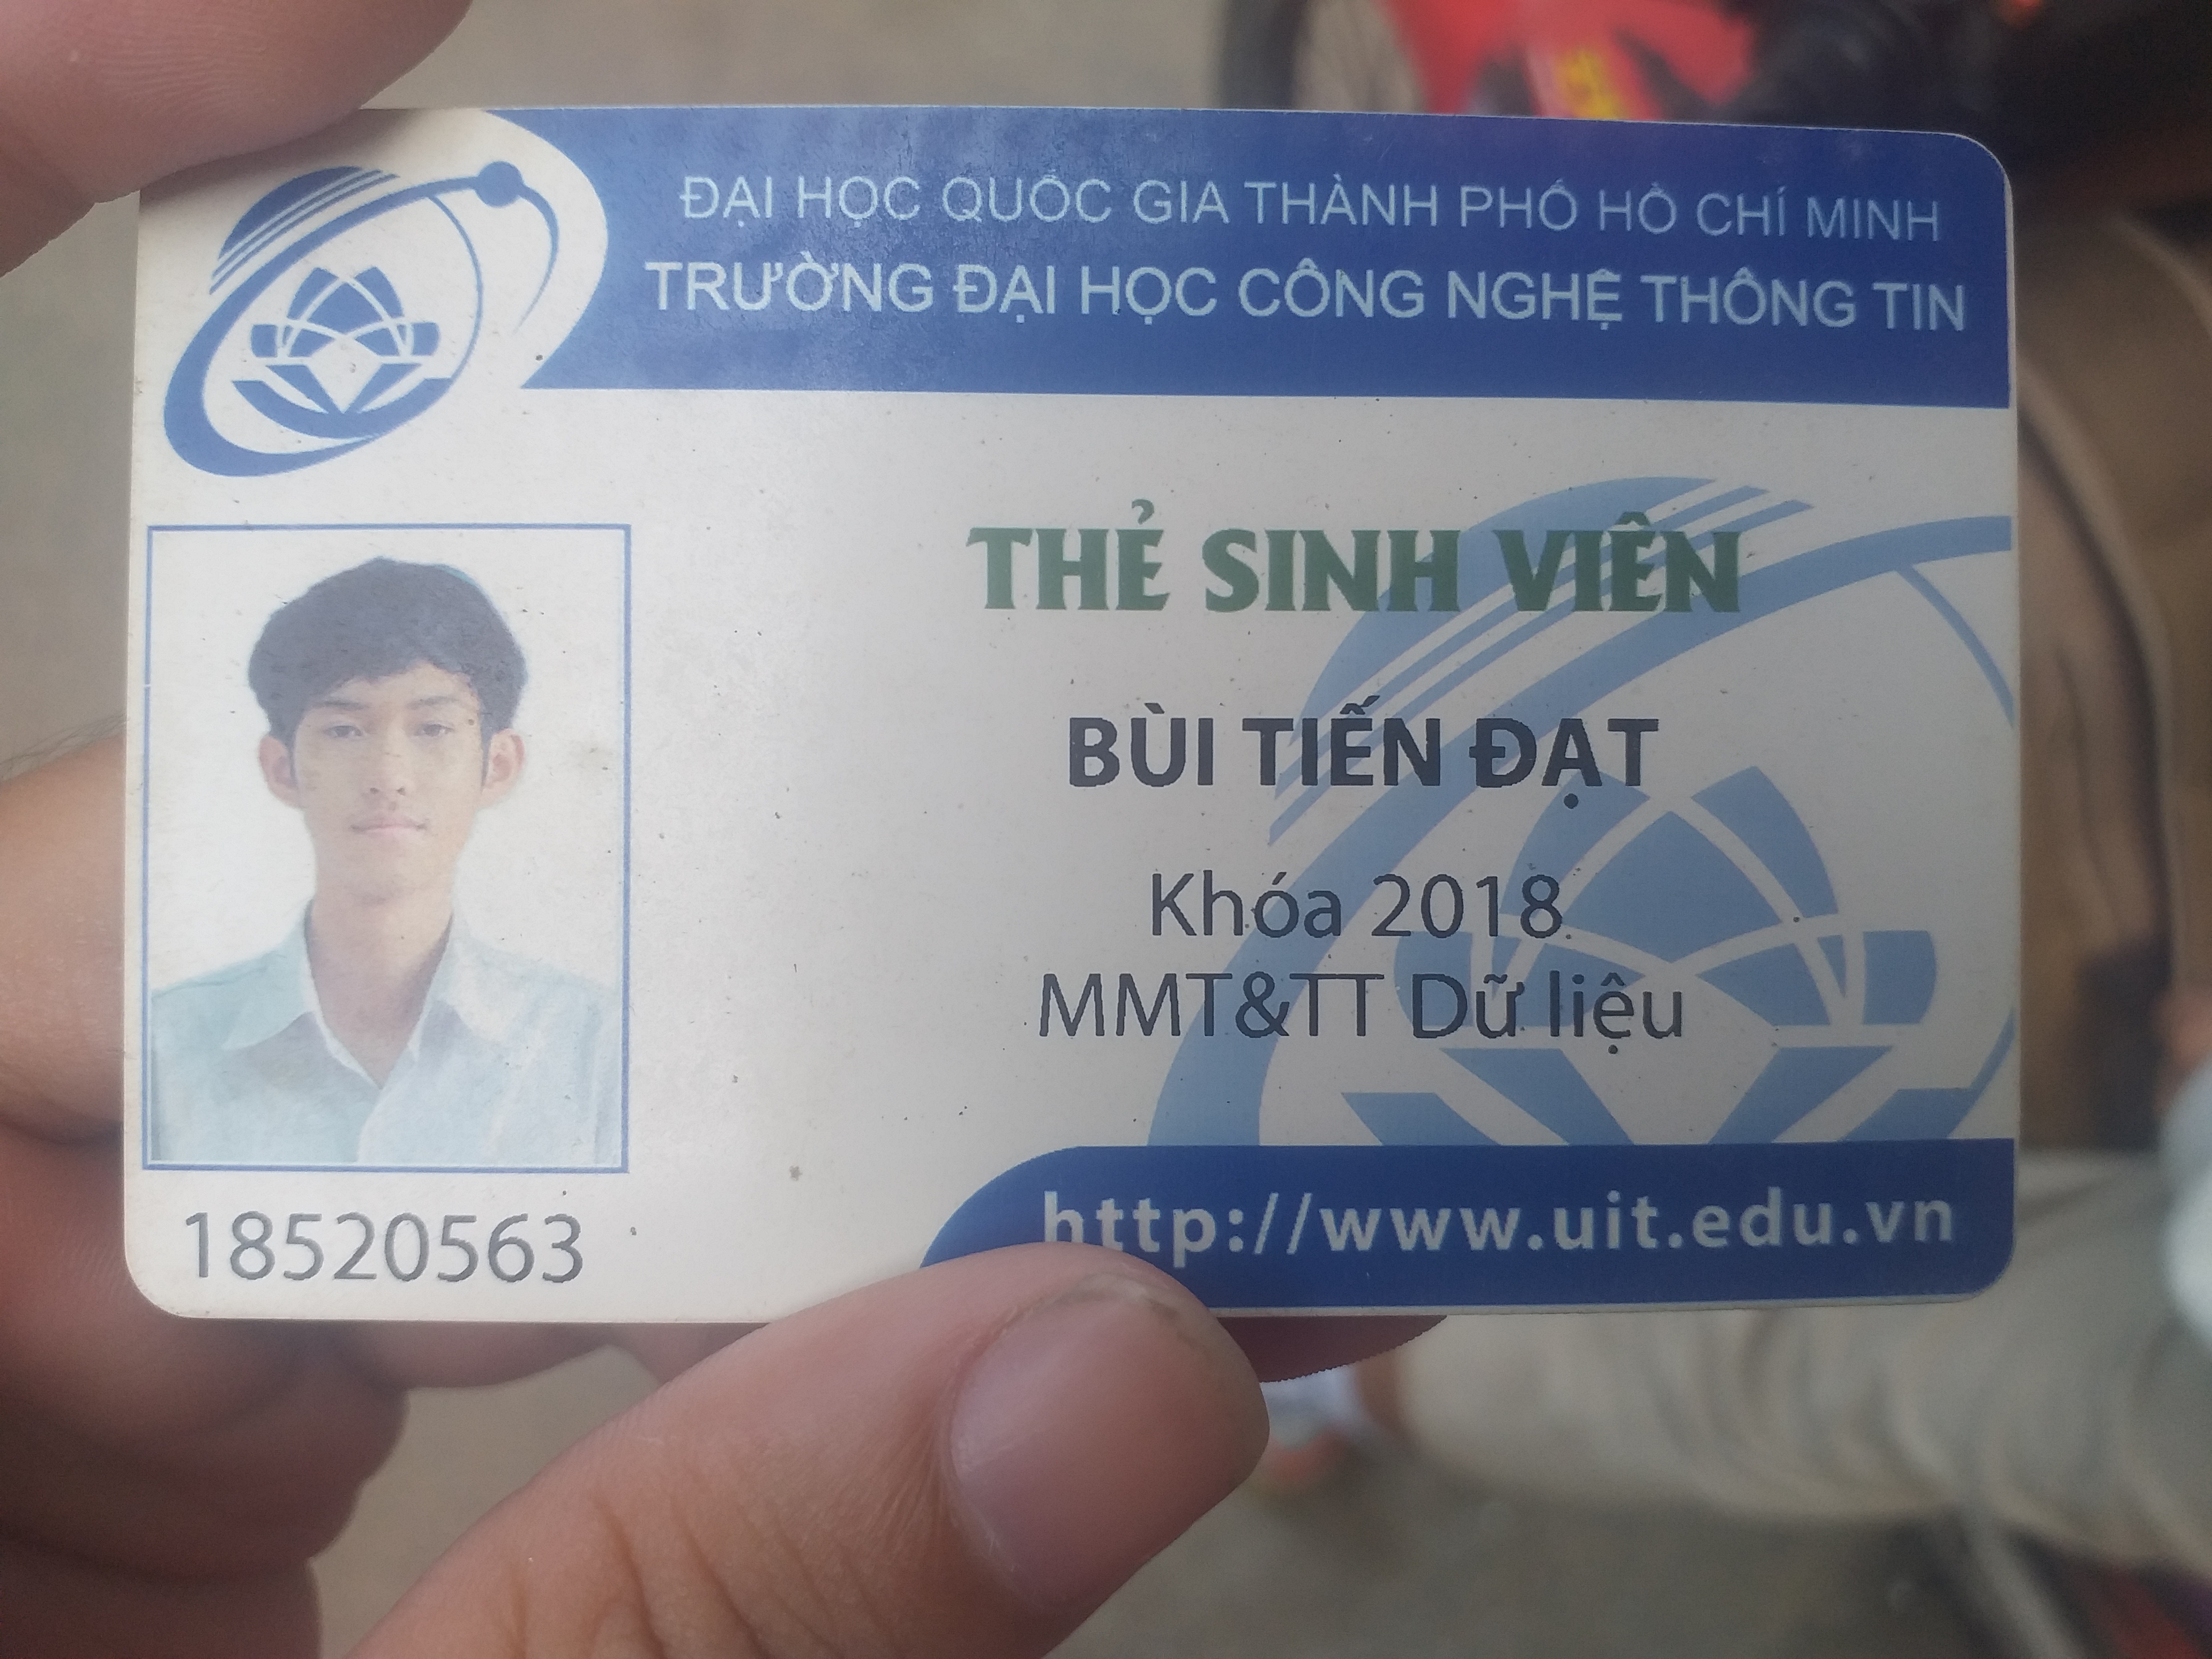 ĐẠI HỌC QUỐC GIA THÀNH PHỐ HỒ CHÍ MINH
TRƯỜNG ĐẠI HỌC CÔNG NGHỆ THÔNG TIN
THẺ SINH VIÊN
BÙI TIẾN ĐẠT
Khóa 2018
MMT&TT Dữ liệu
18520563
http://www.uit.edu.vn